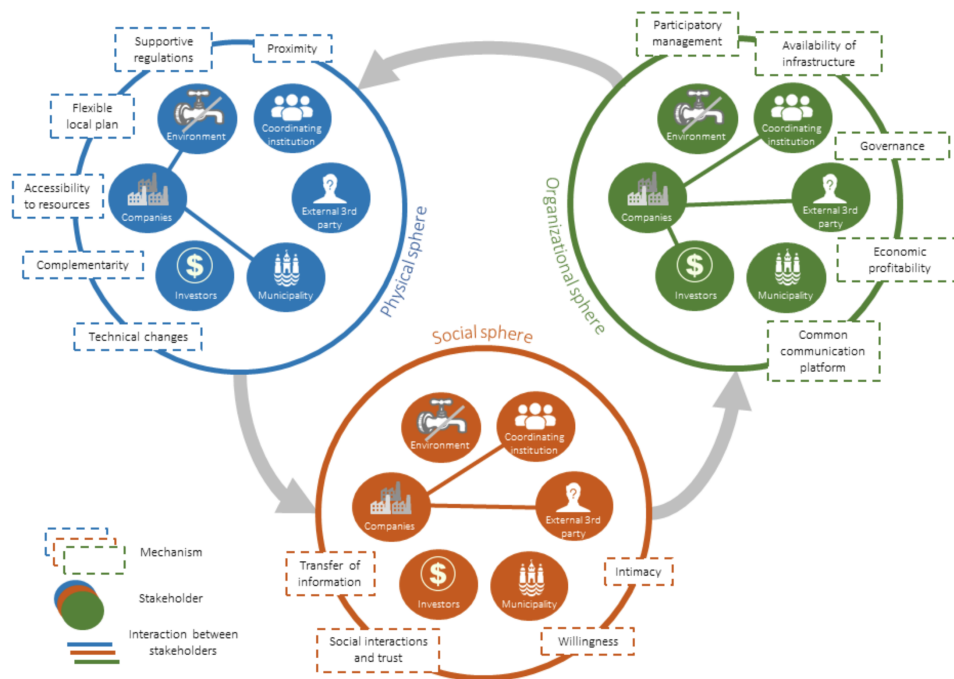 Supportive
regulations
Proximity
Flexible
local plan
Accessibility
to resources
Complementarity
Technical changes
Environment
Coordinating
institution
Companies
External 3rd
party
$
Investors
Municipality
Physical sphere
Participatory
management
Availability of
infrastructure
Governance
Economic
profitability
Common
communication
platform
Environment
Coordinating
institution
Companies
?
External 3rd
party
$
Investors
Municipality
Organizational sphere
Social sphere
Environment
Coordinating
institution
Companies
?
External 3rd
party
$
Investors
Municipality
Transfer of
information
Social interactions
and trust
Intimacy
Willingness
Mechanism
Stakeholder
Interaction between
stakeholders